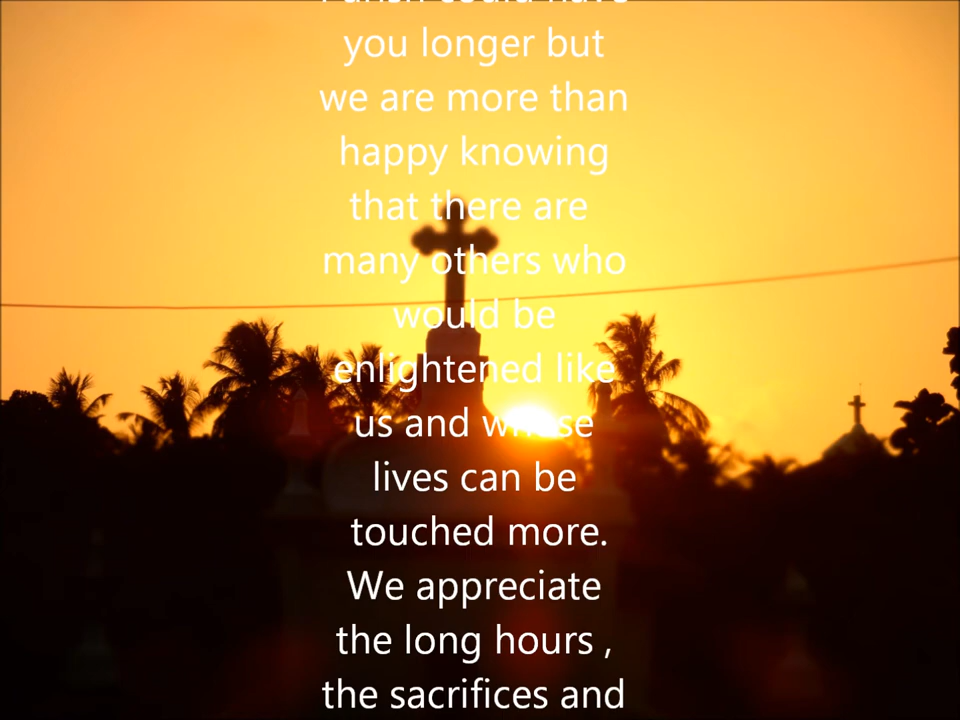 you longer but
we are more than
happy knowing
that there are
many others who
would be
enlightened like
us and whose
lives can be
touched more.
We appreciate
the long hours ,
the sacrifices and